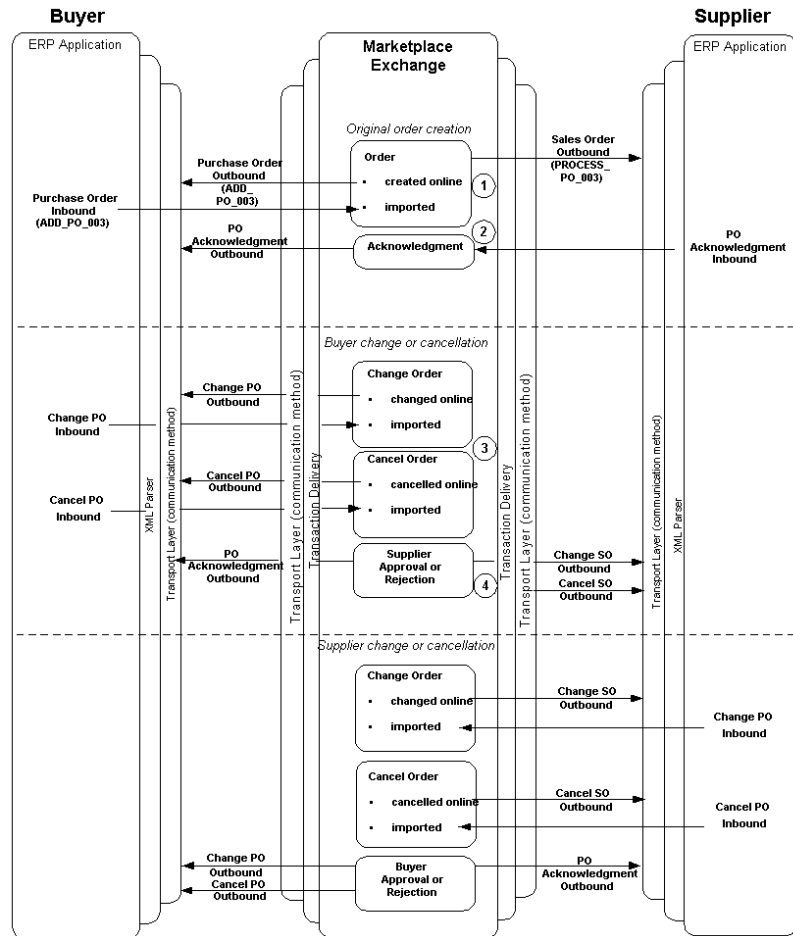 Buyer
Supplier
ERP Application
Marketplace
Exchange
ERP Application
Original order creation
Order
▪ created online
▪ imported
1
Purchase Order
Outbound
(ADD_
PO_003)
Sales Order
Outbound
(PROCESS_
PO_003)
Purchase Order
Inbound
(ADD_PO_003)
2
Acknowledgment
PO
Acknowledgment
Outbound
PO
Acknowledgment
Inbound
Buyer change or cancellation
Change Order
▪ changed online
▪ imported
Change PO
Outbound
Change PO
Inbound
3
Cancel Order
▪ cancelled online
▪ imported
Cancel PO
Outbound
Cancel PO
Inbound
Supplier
Approval or
Rejection
4
PO
Acknowledgment
Outbound
Change SO
Outbound
Cancel SO
Outbound
XML Parser
Transport Layer (communication method)
Transport Layer (communication method)
Transaction Delivery
Transaction Delivery
Transport Layer (communication method)
Transport Layer (communication method)
XML Parser
Supplier change or cancellation
Change Order
▪ changed online
▪ imported
Change SO
Outbound
Change PO
Inbound
Cancel Order
▪ cancelled online
▪ imported
Cancel SO
Outbound
Cancel PO
Inbound
Buyer
Approval or
Rejection
Change PO
Outbound
Cancel PO
Outbound
PO
Acknowledgment
Outbound